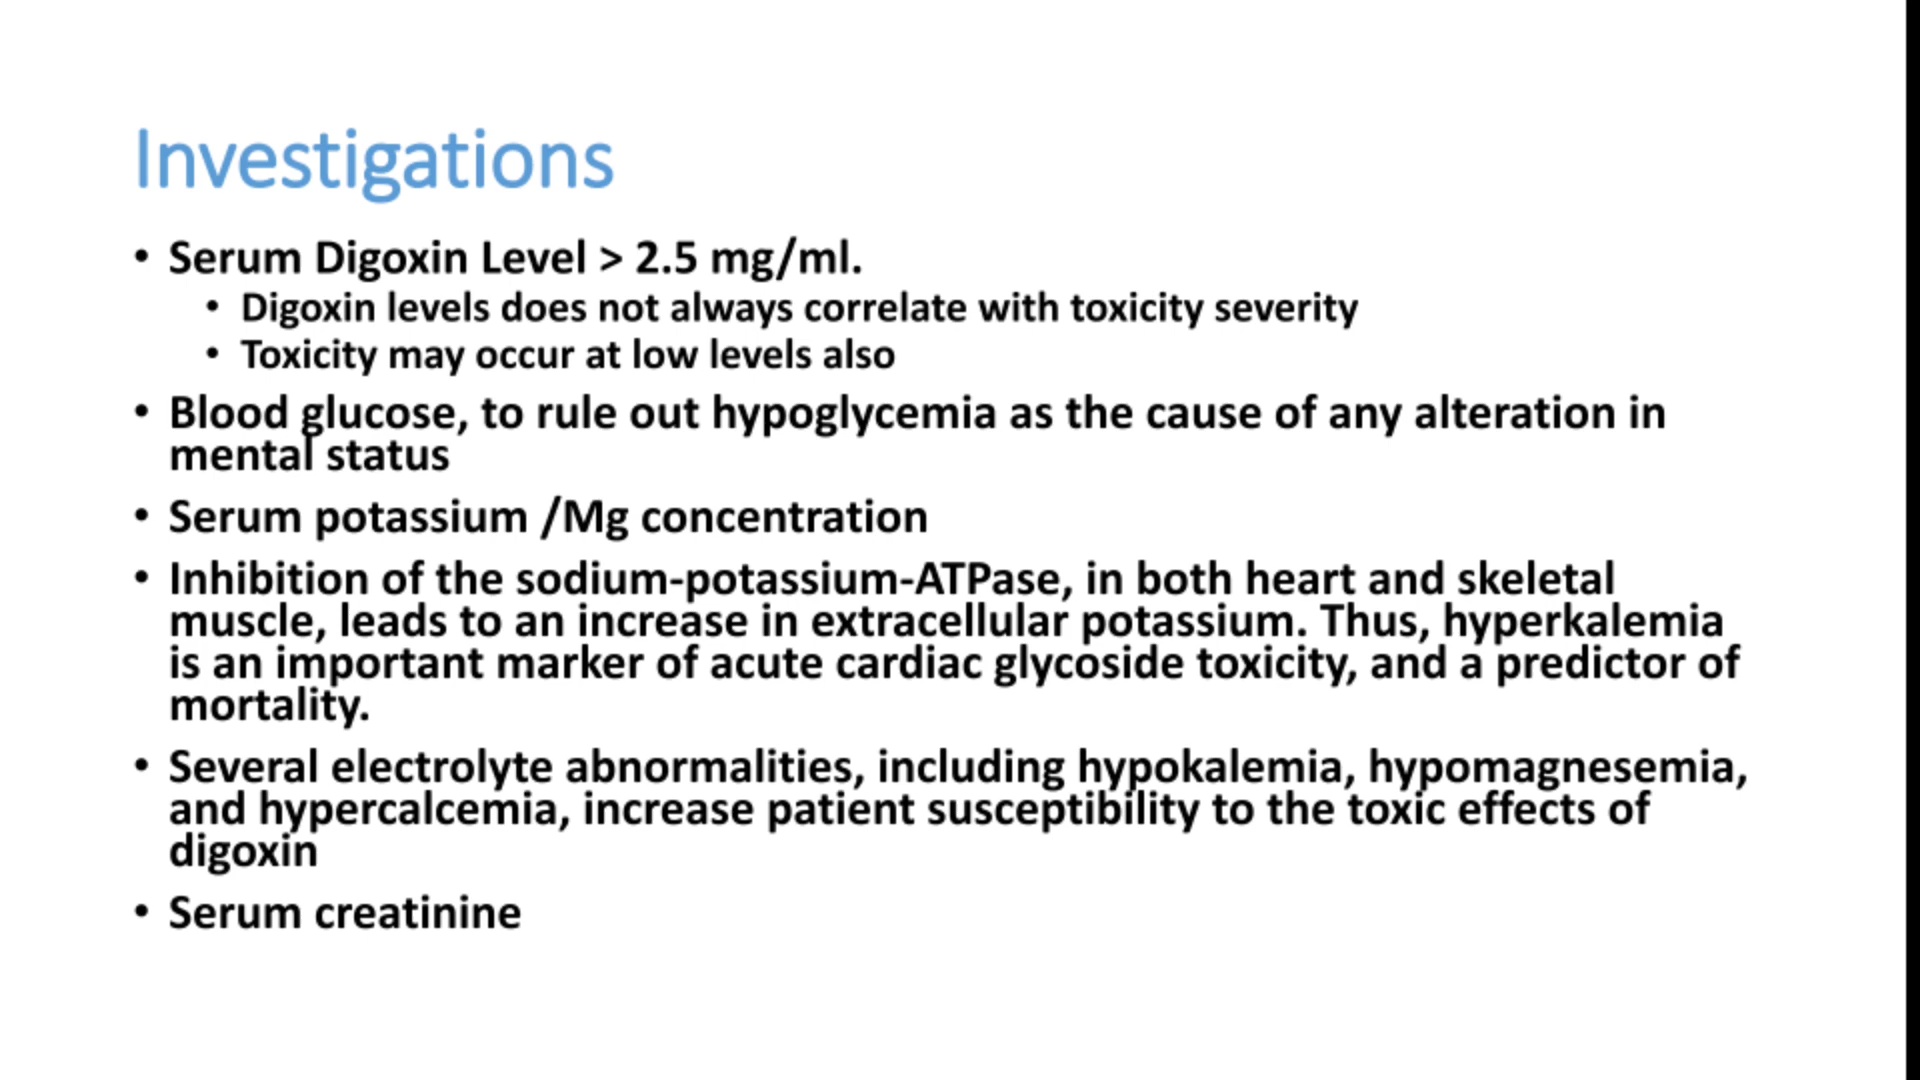 Investigations
• Serum Digoxin Level > 2.5 mg/ml.
• Digoxin levels does not always correlate with toxicity severity
• Toxicity may occur at low levels also
• Blood glucose, to rule out hypoglycemia as the cause of any alteration in
mental status
• Serum potassium /Mg concentration
• Inhibition of the sodium-potassium-ATPase, in both heart and skeletal
muscle, leads to an increase in extracellular potassium. Thus, hyperkalemia
is an important marker of acute cardiac glycoside toxicity, and a predictor of
mortality.
• Several electrolyte abnormalities, including hypokalemia, hypomagnesemia,
and hypercalcemia, increase patient susceptibility to the toxic effects of
digoxin
• Serum creatinine